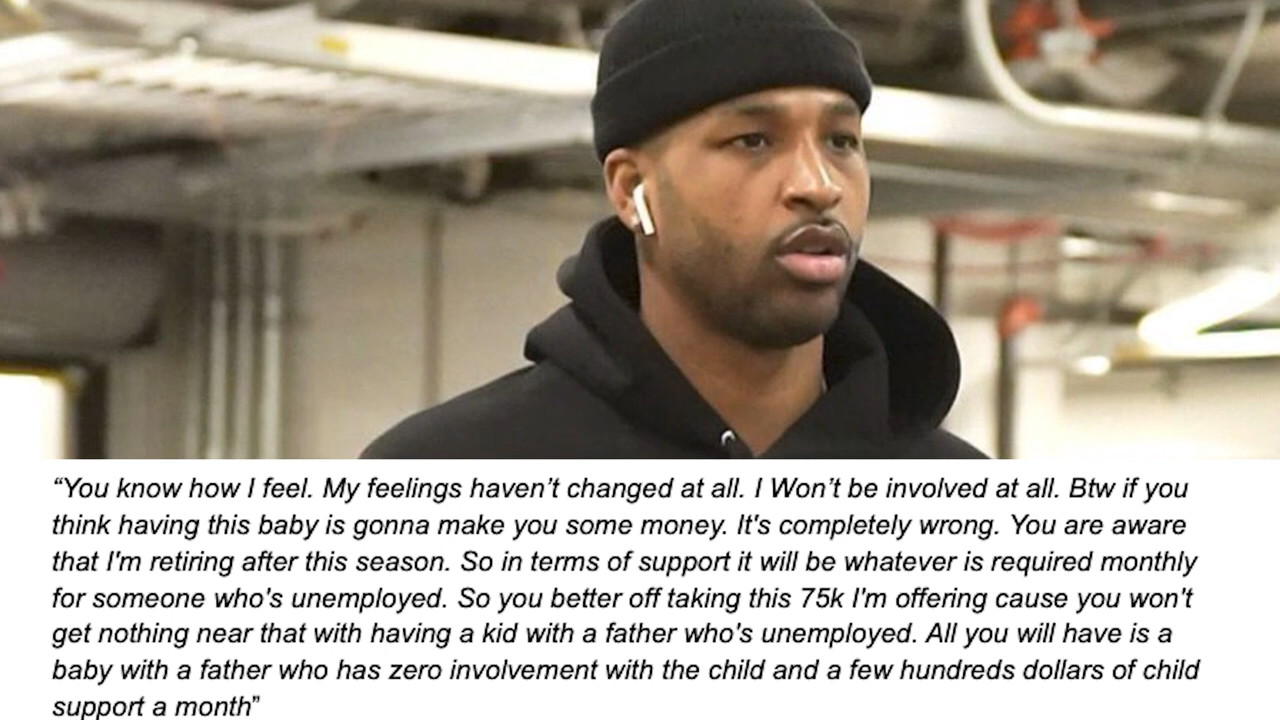 “You know how I feel. My feelings haven’t changed at all. I Won’t be involved at all. Btw if you
think having this baby is gonna make you some money. It's completely wrong. You are aware
that I'm retiring after this season. So in terms of support it will be whatever is required monthly
for someone who's unemployed. So you better off taking this 75k I'm offering cause you won't
get nothing near that with having a kid with a father who's unemployed. All you will have is a
baby with a father who has zero involvement with the child and a few hundreds dollars of child
support a month”